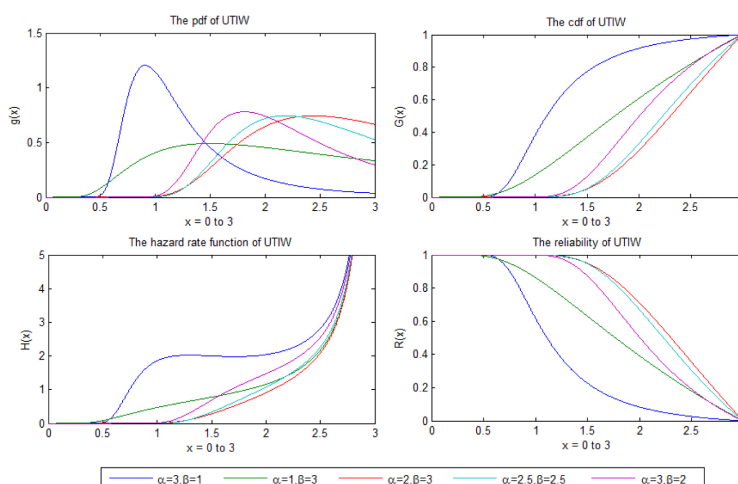 The pdf of UTIW
1.5
1
0.5
0
g(x)
0 0.5 1 1.5 2 2.5 3
x = 0 to 3
The cdf of UTIW
1
0.8
0.6
0.4
0.2
0
G(x)
0 0.5 1 1.5 2 2.5
x = 0 to 3
The hazard rate function of UTIW
5
4
3
2
1
0
H(x)
0 0.5 1 1.5 2 2.5 3
x = 0 to 3
The reliability of UTIW
1
0.8
0.6
0.4
0.2
0
R(x)
0 0.5 1 1.5 2 2.5
x = 0 to 3
α=3.β=1 α=1.β=3 α=2.β=3 α=2.5.β=2.5 α=3.β=2